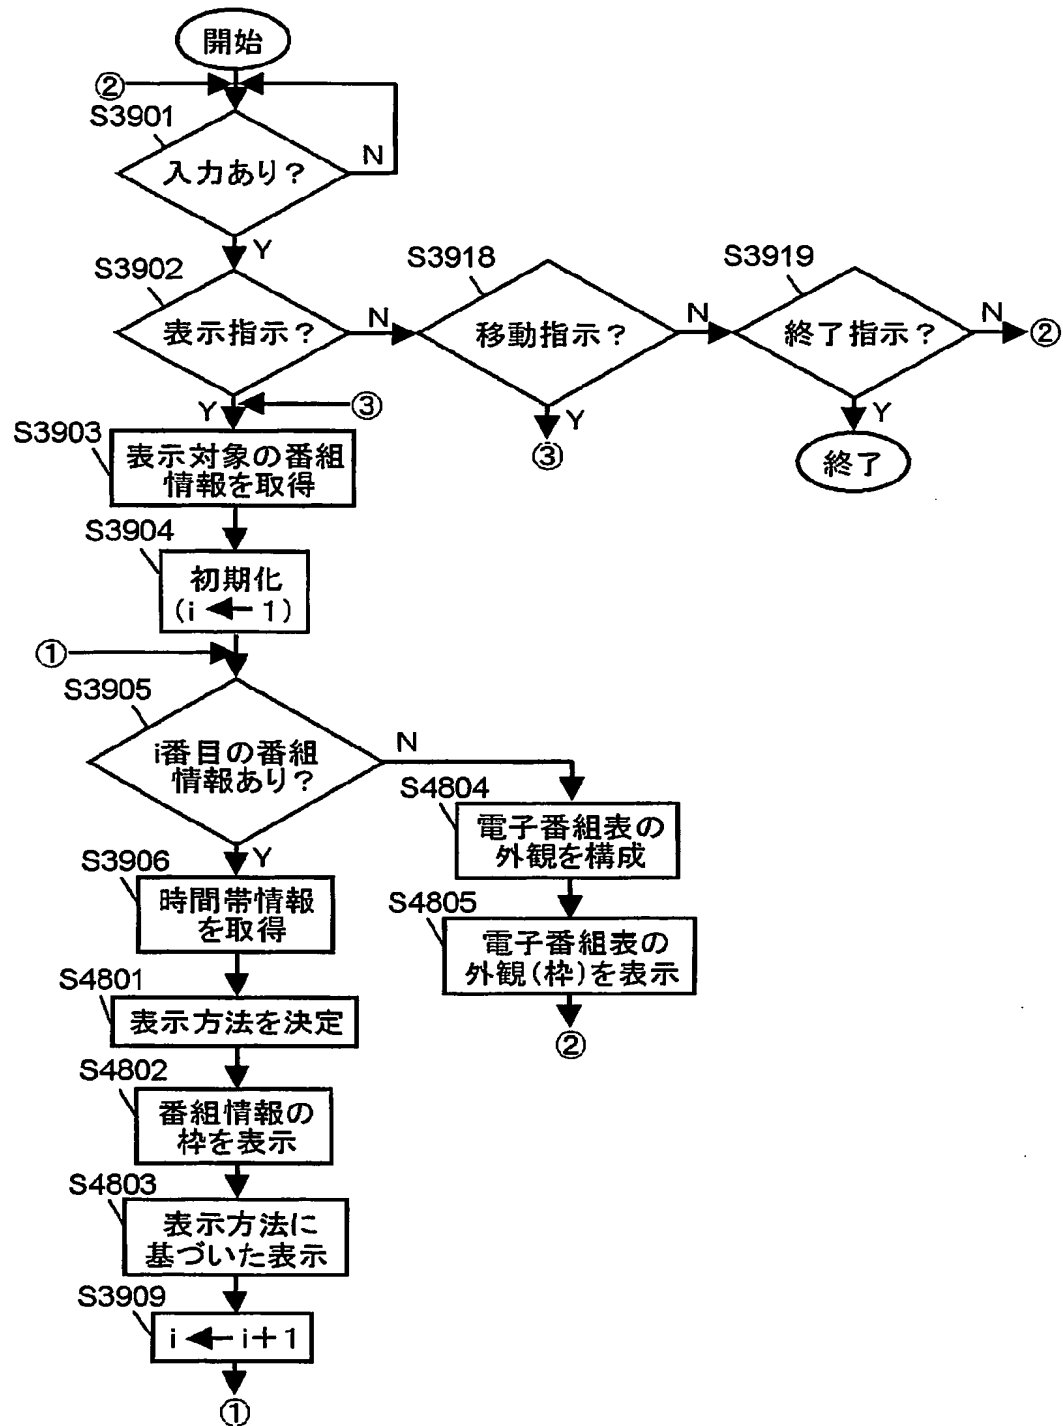 開始
②
S3901
入力あり？
N
Y
S3902
表示指示？
N
S3918
移動指示？
N
S3919
終了指示？
N
②
Y
③
Y
③
Y
終了
S3903
表示対象の番組
情報を取得
S3904
初期化
(i ← 1)
①
S3905
i番目の番組
情報あり？
N
Y
S4804
電子番組表の
外観を構成
S4805
電子番組表の
外観(枠)を表示
②
S3906
時間帯情報
を取得
S4801
表示方法を決定
S4802
番組情報の
枠を表示
S4803
表示方法に
基づいた表示
S3909
i ← i＋1
①